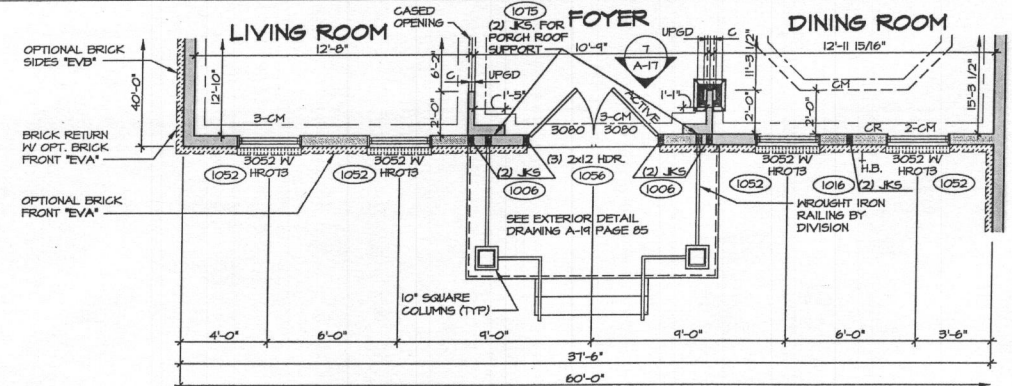 CASED
OPENING
1075
(2) JKS. FOR
PORCH ROOF
SUPPORT
LIVING ROOM
FOYER
DINING ROOM
OPTIONAL BRICK
SIDES "EVB"
12'-8"
10'-9"
7
A-17
UPGD
C
12'-11 15/16"
40'-0"
12'-10"
6'-2"
C
UPGD
11'-3 1/2"
15'-3 1/2"
CM
1'-5"
1'-1"
ACTIVE
2'-0"
2'-0"
2'-0"
3-CM
3-CM
CR
2-CM
BRICK RETURN
W/ OPT. BRICK
FRONT "EVA"
3080
3080
3052 W/
HROT3
3052 W/
HROT3
(3) 2x12 HDR.
3052 W/
HROT3
3052 W/
HROT3
H.B.
1052
1052
(2) JKS
1006
1056
(2) JKS
1006
1052
1016
(2) JKS
1052
OPTIONAL BRICK
FRONT "EVA"
SEE EXTERIOR DETAIL
DRAWING A-19 PAGE 85
WROUGHT IRON
RAILING BY
DIVISION
10" SQUARE
COLUMNS (TYP)
4'-0"
6'-0"
9'-0"
9'-0"
6'-0"
3'-6"
37'-6"
60'-0"